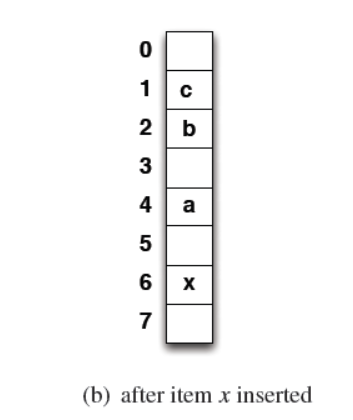 0
1 c
2 b
3
4 a
5
6 x
7
(b) after item x inserted